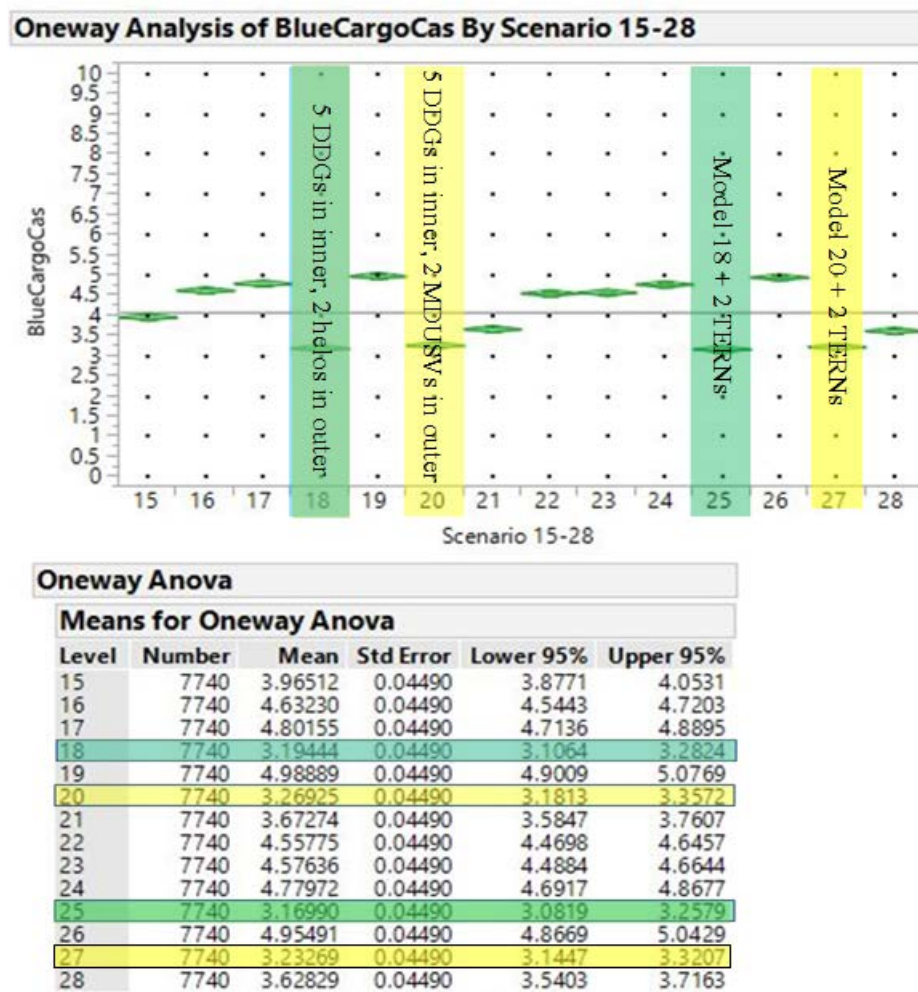 Oneway Analysis of BlueCargoCas By Scenario 15-28
10
9.5
9
8.5
8
7.5
7
6.5
6
5.5
5
4.5
4
3.5
3
2.5
2
1.5
1
0.5
0
BlueCargoCas
5 DDGs in inner, 2 helos in outer
5 DDGs in inner, 2 MDUSVs in outer
Model 18 + 2 TERNs
Model 20 + 2 TERNs
15 16 17 18 19 20 21 22 23 24 25 26 27 28
Scenario 15-28
Oneway Anova
Means for Oneway Anova
Level Number Mean Std Error Lower 95% Upper 95%
15 7740 3.96512 0.04490 3.8771 4.0531
16 7740 4.63230 0.04490 4.5443 4.7203
17 7740 4.80155 0.04490 4.7136 4.8895
18 7740 3.19444 0.04490 3.1064 3.2824
19 7740 4.98889 0.04490 4.9009 5.0769
20 7740 3.26925 0.04490 3.1813 3.3572
21 7740 3.67274 0.04490 3.5847 3.7607
22 7740 4.55775 0.04490 4.4698 4.6457
23 7740 4.57636 0.04490 4.4884 4.6644
24 7740 4.77972 0.04490 4.6917 4.8677
25 7740 3.16990 0.04490 3.0819 3.2579
26 7740 4.95491 0.04490 4.8669 5.0429
27 7740 3.23269 0.04490 3.1447 3.3207
28 7740 3.62829 0.04490 3.5403 3.7163